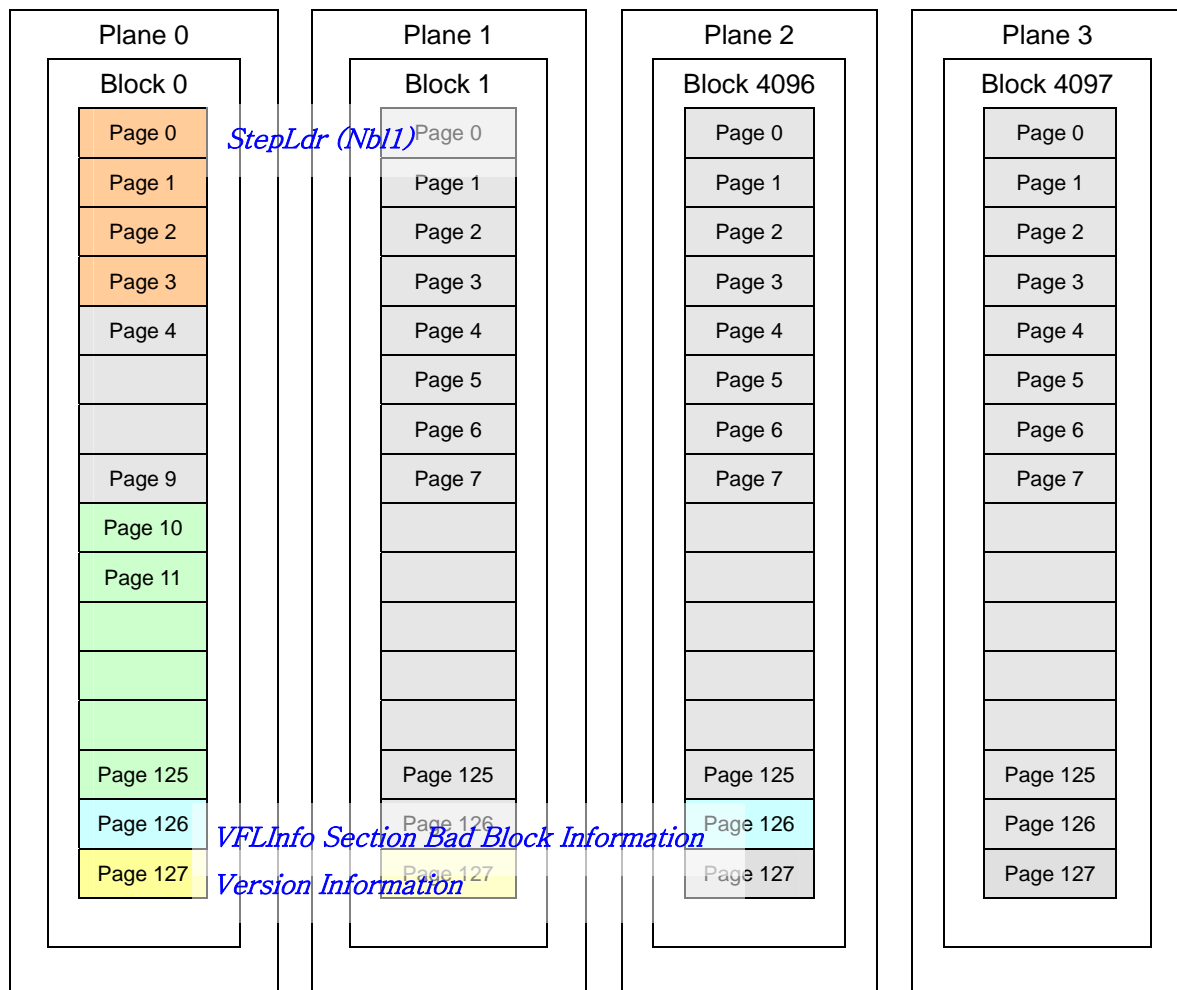 Plane 0
Block 0
Page 0
Page 1
Page 2
Page 3
Page 4
Page 9
Page 10
Page 11
Page 125
Page 126
Page 127
StepLdr (Nbl1)
VFLInfo Section Bad Block Information
Version Information
Plane 1
Block 1
Page 0
Page 1
Page 2
Page 3
Page 4
Page 5
Page 6
Page 7
Page 125
Page 126
Page 127
Plane 2
Block 4096
Page 0
Page 1
Page 2
Page 3
Page 4
Page 5
Page 6
Page 7
Page 125
Page 126
Page 127
Plane 3
Block 4097
Page 0
Page 1
Page 2
Page 3
Page 4
Page 5
Page 6
Page 7
Page 125
Page 126
Page 127